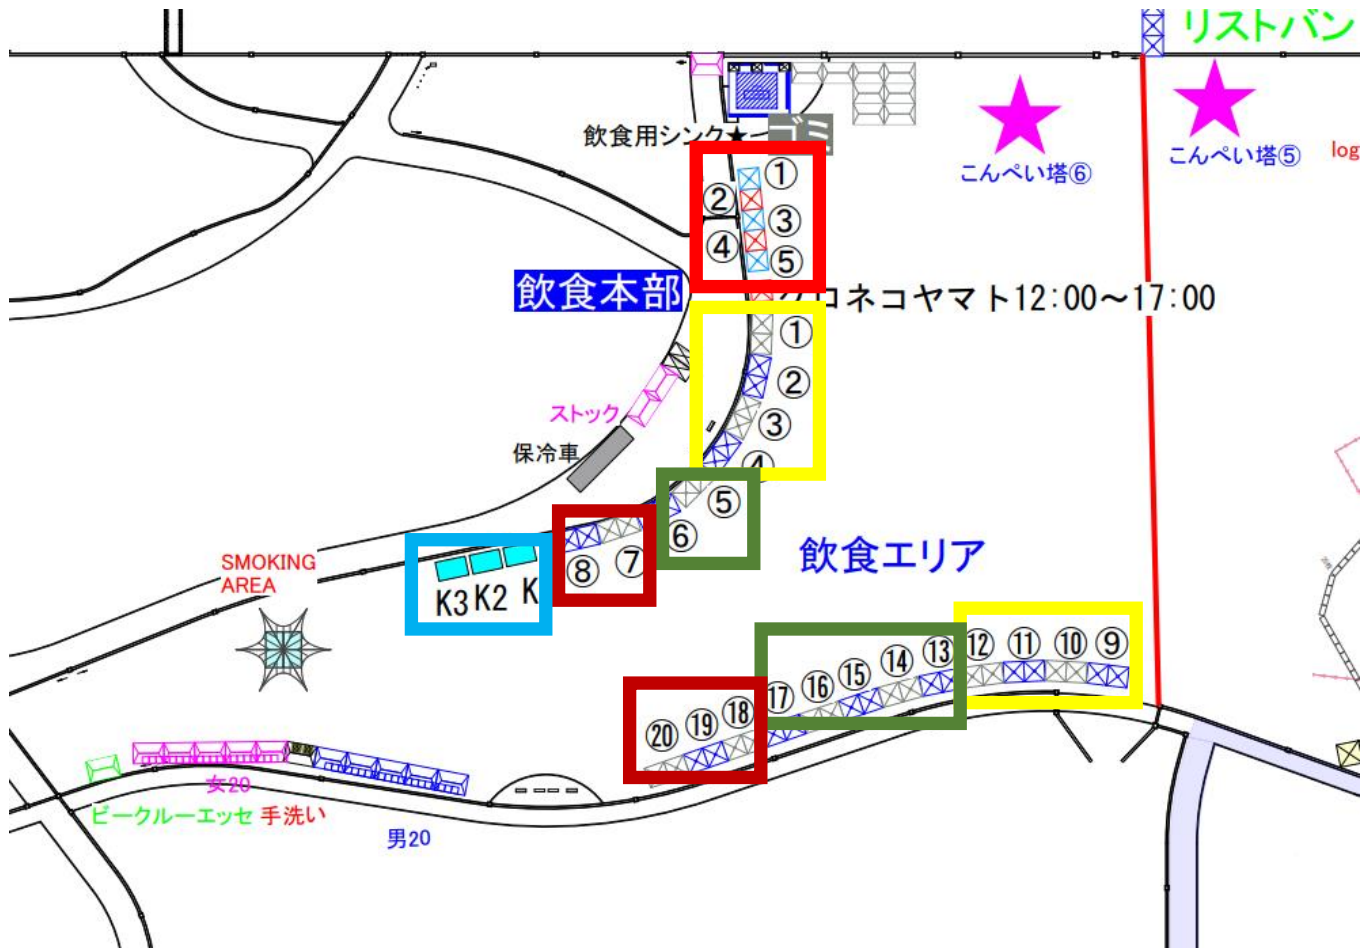 リストバン
飲食用シンク★
ゴミ
こんぺい塔⑥
こんぺい塔⑤
log
①
②
③
④
⑤
飲食本部
ロネコヤマト12:00～17:00
①
②
③
④
⑤
⑥
⑦
⑧
ストック
保冷車
飲食エリア
SMOKING
AREA
K3 K2 K
⑫ ⑪ ⑩ ⑨
⑰ ⑯ ⑮ ⑭ ⑬
⑳ ⑲ ⑱
女20
ビークルーエッセ 手洗い
男20